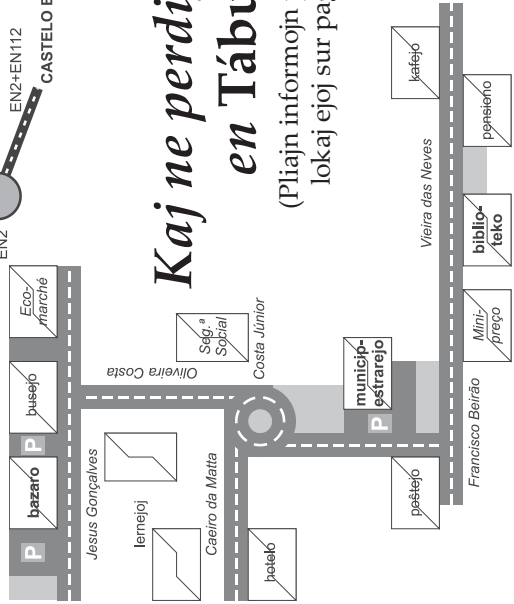 EN2
EN2+EN112
CASTELO B
Kaj ne perdi
en Tábu
(Pliajn informojn
lokaj ejoj sur pa
Eco-
marché
busejo
P
bazaro
P
Jesus Gonçalves
lernejoj
Oliveira Costa
Seg.ª
Social
Costa Júnior
Caeiro da Matta
hotelo
municip-
estrarejo
P
poŝtejo
kafejo
Vieira das Neves
pensiono
biblio-
teko
Mini-
preço
Francisco Beirão